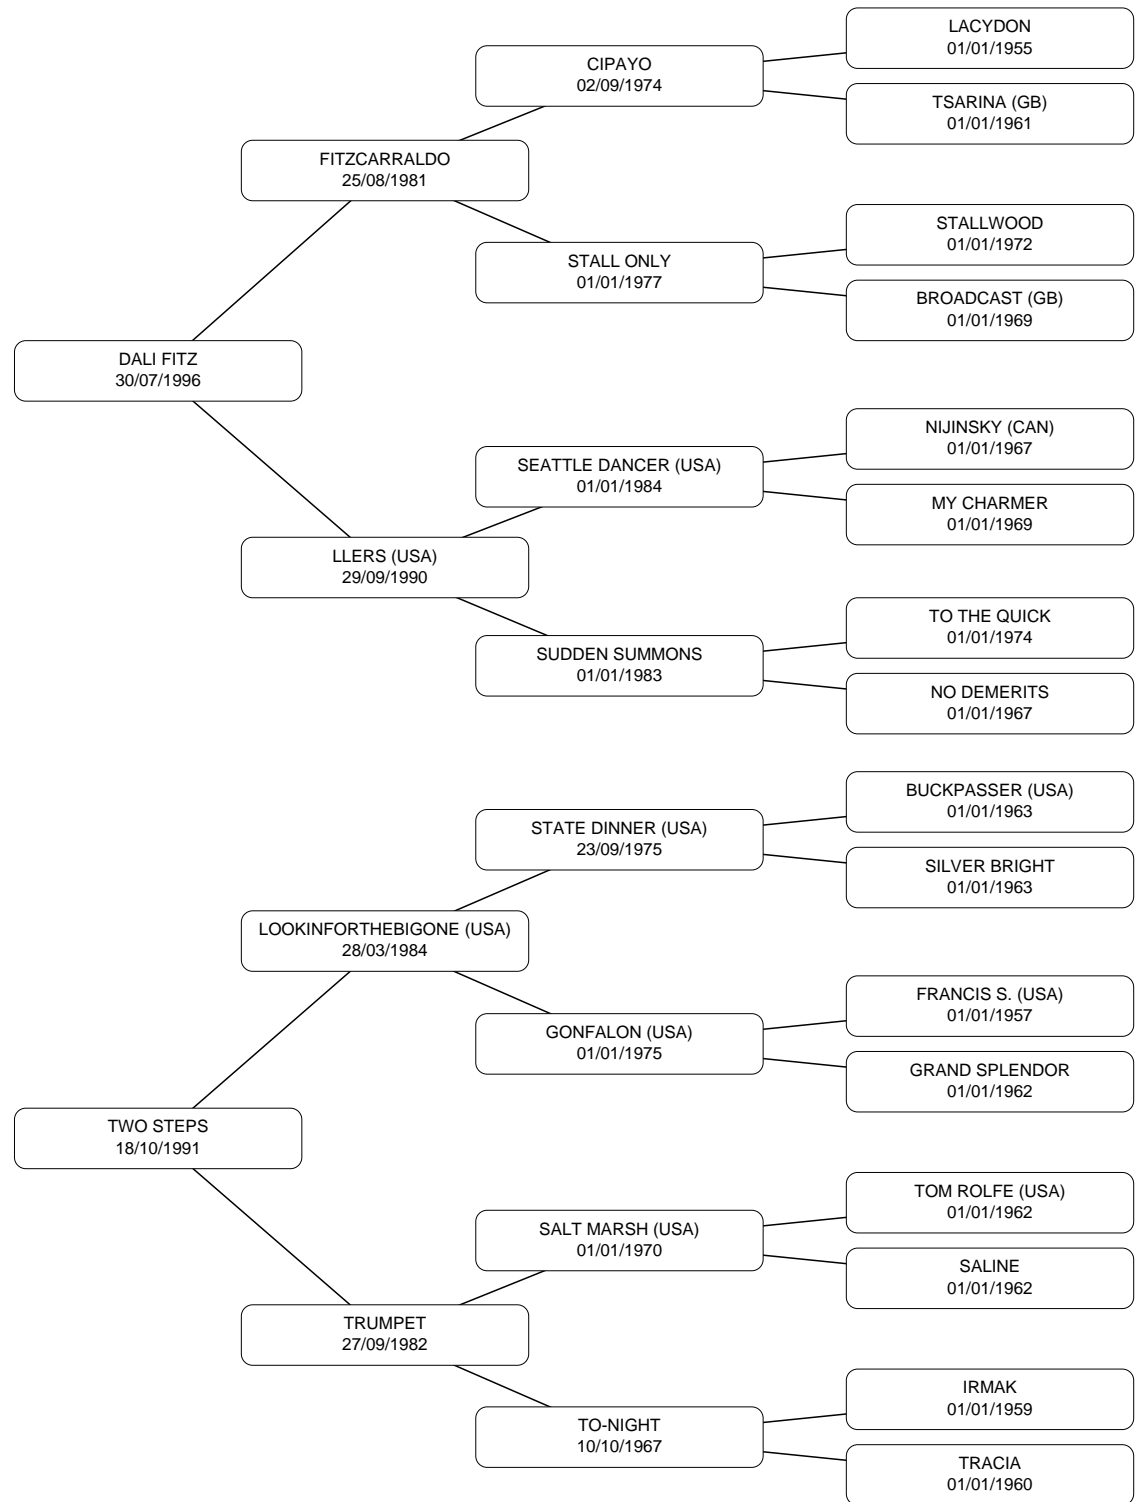 LACYDON
01/01/1955
CIPAYO
02/09/1974
TSARINA (GB)
01/01/1961
FITZCARRALDO
25/08/1981
STALLWOOD
01/01/1972
STALL ONLY
01/01/1977
BROADCAST (GB)
01/01/1969
DALI FITZ
30/07/1996
NIJINSKY (CAN)
01/01/1967
SEATTLE DANCER (USA)
01/01/1984
MY CHARMER
01/01/1969
LLERS (USA)
29/09/1990
TO THE QUICK
01/01/1974
SUDDEN SUMMONS
01/01/1983
NO DEMERITS
01/01/1967
BUCKPASSER (USA)
01/01/1963
STATE DINNER (USA)
23/09/1975
SILVER BRIGHT
01/01/1963
LOOKINFORTHEBIGONE (USA)
28/03/1984
FRANCIS S. (USA)
01/01/1957
GONFALON (USA)
01/01/1975
GRAND SPLENDOR
01/01/1962
TWO STEPS
18/10/1991
TOM ROLFE (USA)
01/01/1962
SALT MARSH (USA)
01/01/1970
SALINE
01/01/1962
TRUMPET
27/09/1982
IRMAK
01/01/1959
TO-NIGHT
10/10/1967
TRACIA
01/01/1960